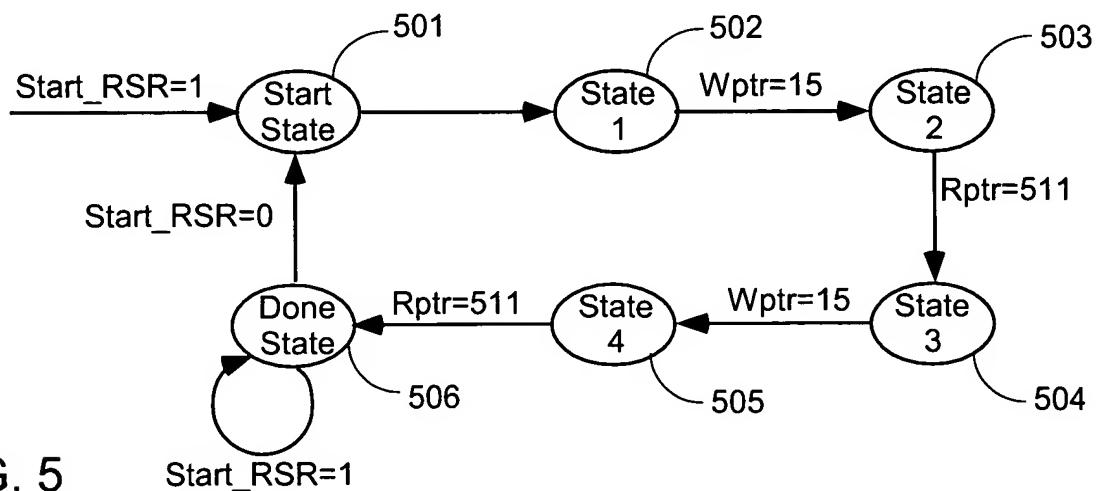 501
502
503
Start_RSR=1
Start
State
State
1
Wptr=15
State
2
Start_RSR=0
Rptr=511
Done
State
Rptr=511
State
4
Wptr=15
State
3
506
505
504
G. 5
Start_RSR=1